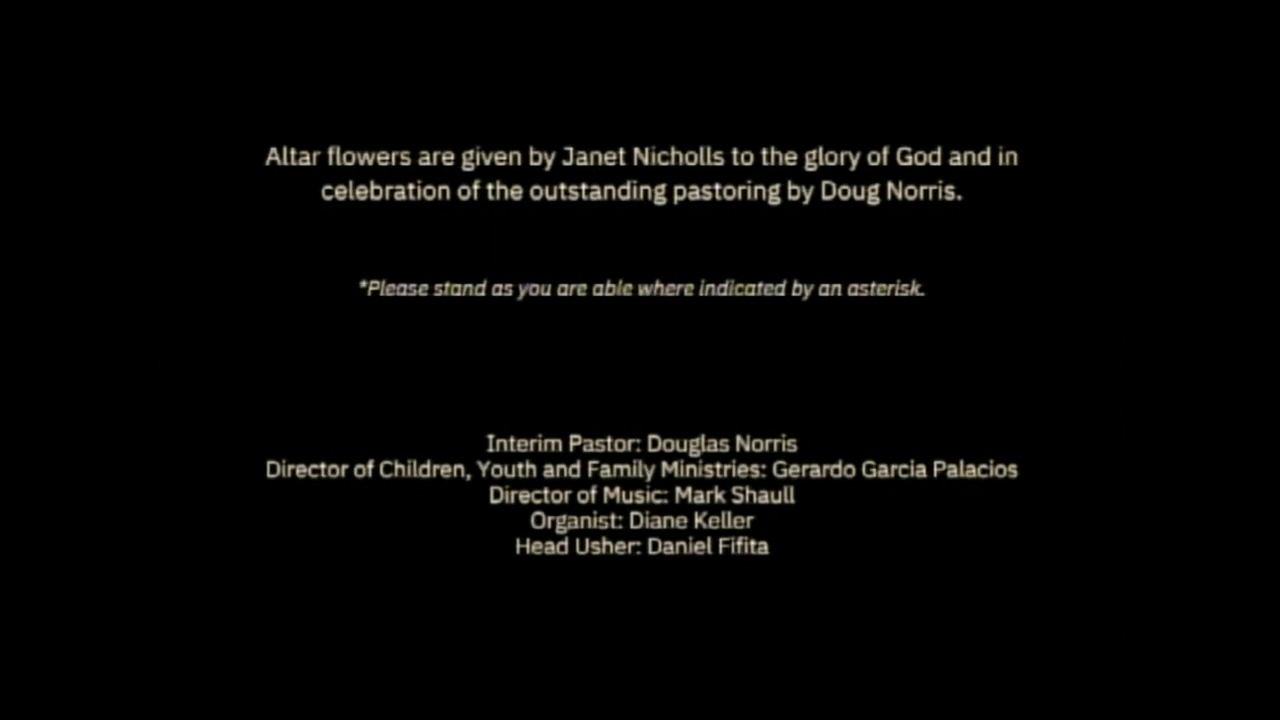 Altar flowers are given by Janet Nicholls to the glory of God and in
celebration of the outstanding pastoring by Doug Norris.
*Please stand as you are able where indicated by an asterisk.
Interim Pastor: Douglas Norris
Director of Children, Youth and Family Ministries: Gerardo Garcia Palacios
Director of Music: Mark Shaull
Organist: Diane Keller
Head Usher: Daniel Fifita